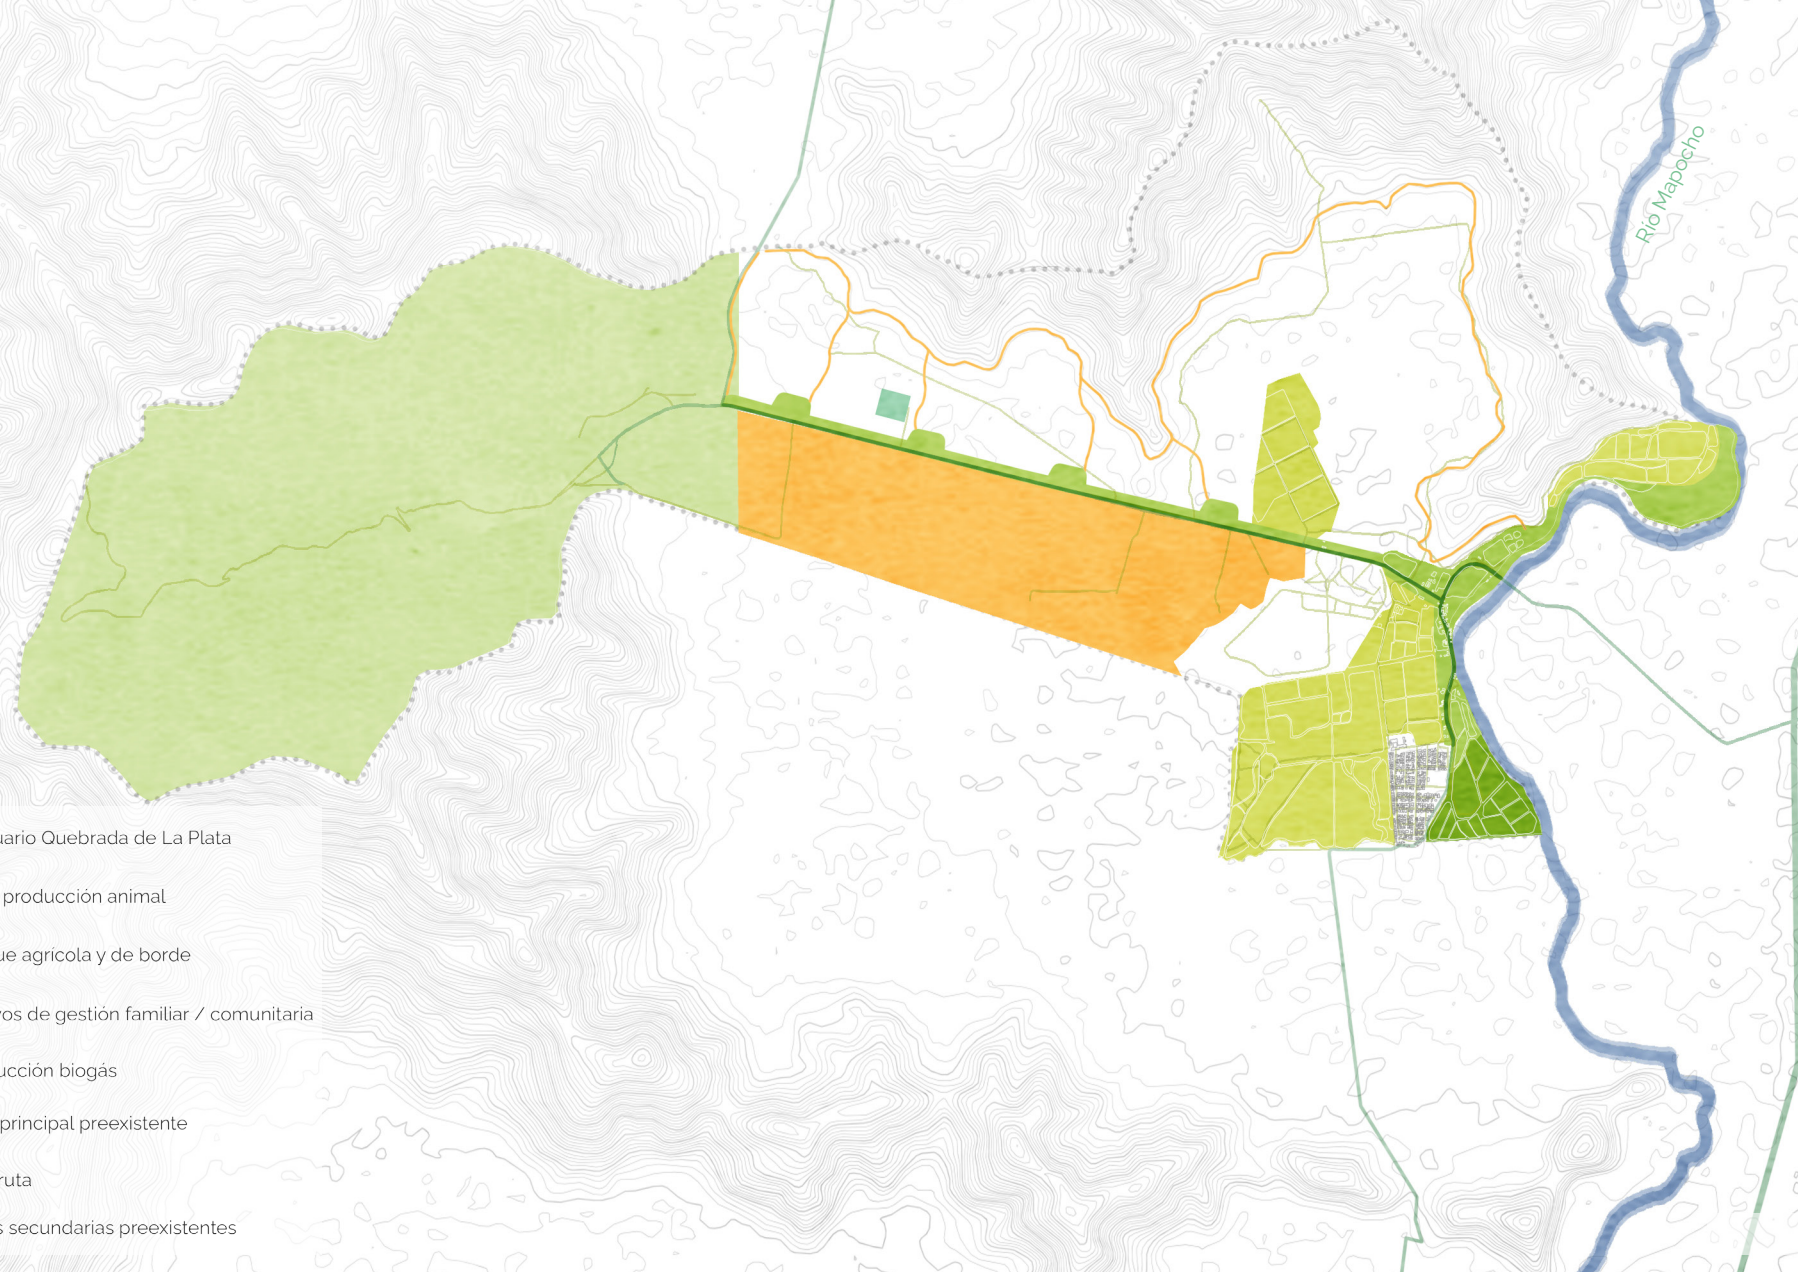 Río Mapocho
uario Quebrada de La Plata
producción animal
ue agrícola y de borde
vos de gestión familiar / comunitaria
ucción biogás
principal preexistente
ruta
s secundarias preexistentes